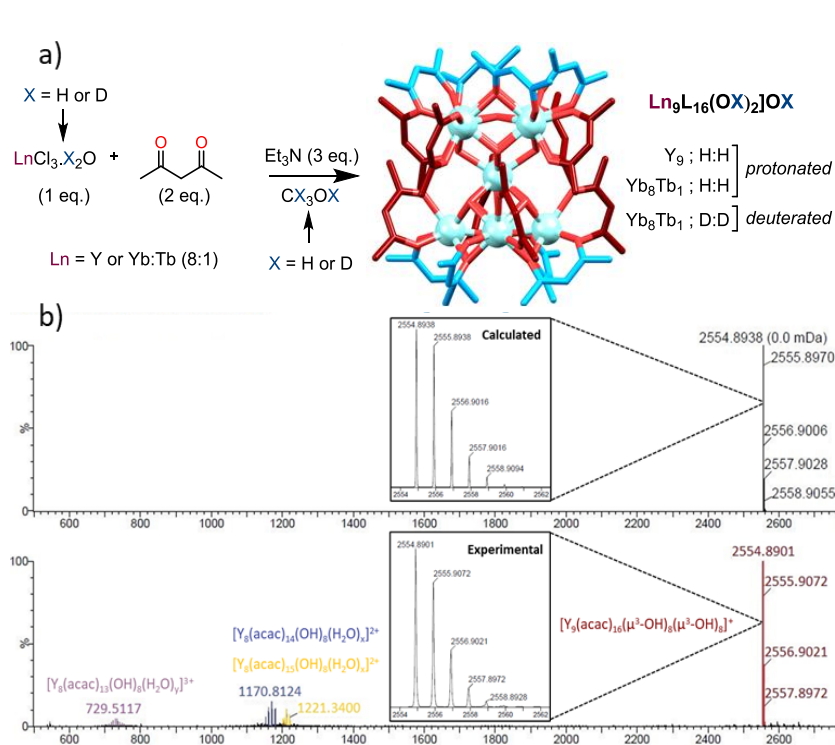 a)
X = H or D
LnCl₃.X₂O + O O Et₃N (3 eq.)
(1 eq.) (2 eq.) CX₃OX
Ln = Y or Yb:Tb (8:1) X = H or D
Ln₉L₁₆(OX)₂]OX
Y₉ ; H:H
Yb₈Tb₁ ; H:H
protonated
Yb₈Tb₁ ; D:D
deuterated
b)
100
%
0
600 800 1000 1200 1400 1600 1800 2000 2200 2400 2600
Calculated
2554.8938
2555.8938
2556.9016
2557.9016
2558.9094
2554 2556 2558 2560 2562
2554.8938 (0.0 mDa)
2555.8970
2556.9006
2557.9028
2558.9055
100
%
0
600 800 1000 1200 1400 1600 1800 2000 2200 2400 2600
[Y₈(acac)₁₃(OH)₈(H₂O)ᵧ]³⁺
729.5117
[Y₈(acac)₁₄(OH)₈(H₂O)ₓ]²⁺
[Y₈(acac)₁₅(OH)₈(H₂O)ₓ]²⁺
1170.8124
1221.3400
Experimental
2554.8901
2555.9072
2556.9021
2557.8972
2558.8928
2554 2556 2558 2560 2562
[Y₉(acac)₁₆(μ³-OH)₈(μ³-OH)₈]⁺
2554.8901
2555.9072
2556.9021
2557.8972